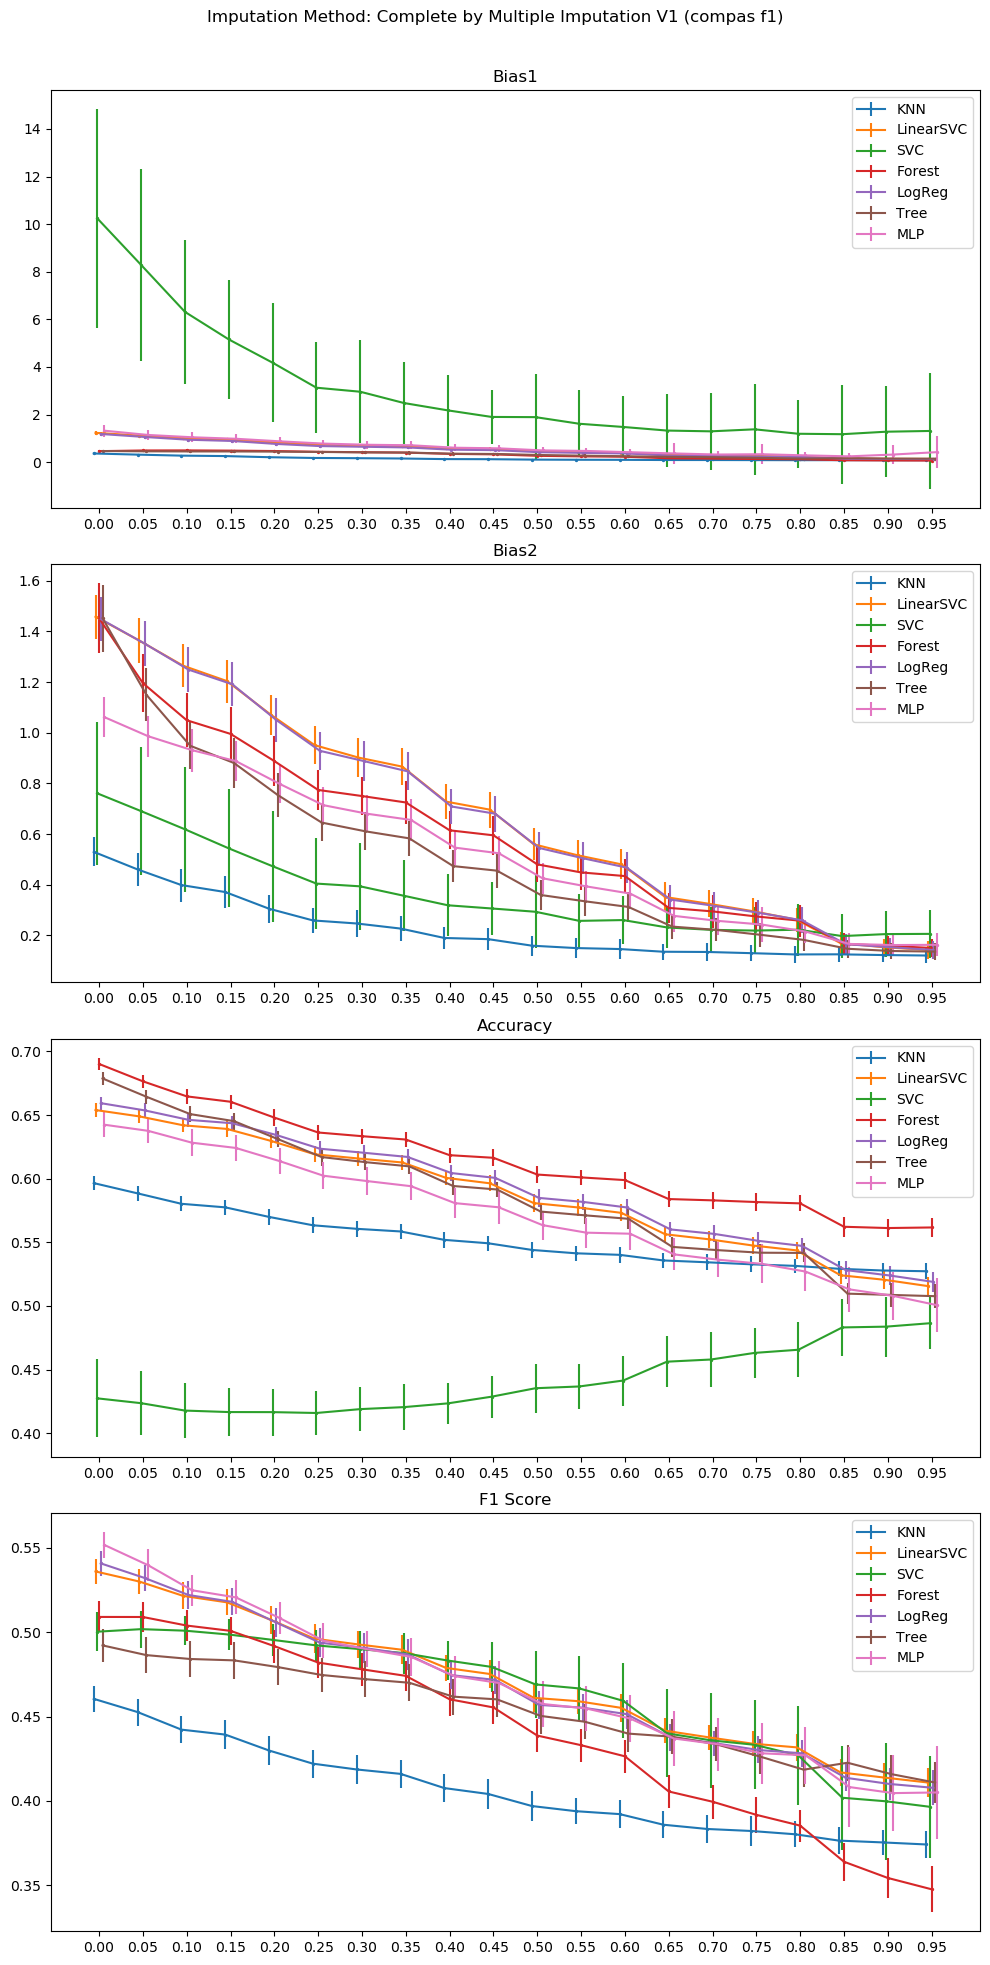 Imputation Method: Complete by Multiple Imputation V1 (compas f1)
Bias1
14
12
10
8
6
4
2
0
KNN
LinearSVC
SVC
Forest
LogReg
Tree
MLP
0.00 0.05 0.10 0.15 0.20 0.25 0.30 0.35 0.40 0.45 0.50 0.55 0.60 0.65 0.70 0.75 0.80 0.85 0.90 0.95
Bias2
1.6
1.4
1.2
1.0
0.8
0.6
0.4
0.2
KNN
LinearSVC
SVC
Forest
LogReg
Tree
MLP
0.00 0.05 0.10 0.15 0.20 0.25 0.30 0.35 0.40 0.45 0.50 0.55 0.60 0.65 0.70 0.75 0.80 0.85 0.90 0.95
Accuracy
0.70
0.65
0.60
0.55
0.50
0.45
0.40
KNN
LinearSVC
SVC
Forest
LogReg
Tree
MLP
0.00 0.05 0.10 0.15 0.20 0.25 0.30 0.35 0.40 0.45 0.50 0.55 0.60 0.65 0.70 0.75 0.80 0.85 0.90 0.95
F1 Score
0.55
0.50
0.45
0.40
0.35
KNN
LinearSVC
SVC
Forest
LogReg
Tree
MLP
0.00 0.05 0.10 0.15 0.20 0.25 0.30 0.35 0.40 0.45 0.50 0.55 0.60 0.65 0.70 0.75 0.80 0.85 0.90 0.95